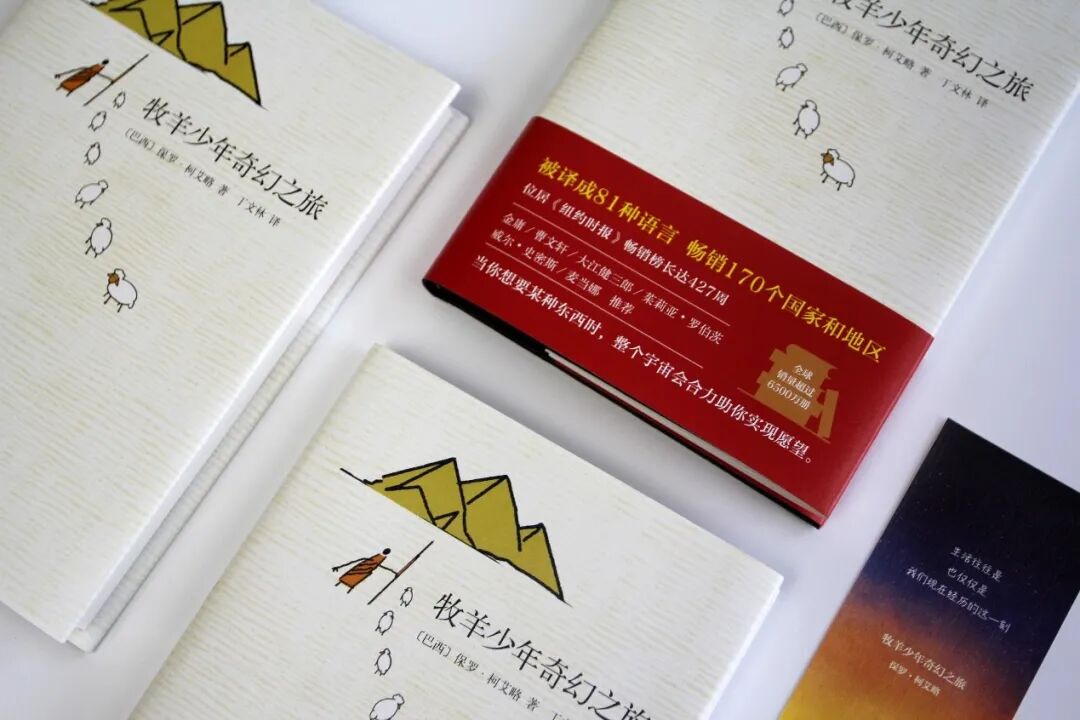 牧羊少年奇幻之旅
〔巴西〕保罗·柯艾略 著 丁文林 译
牧羊少年奇幻之旅
〔巴西〕保罗·柯艾略 著 丁文林 译
被译成81种语言 畅销170个国家和地区
位居《纽约时报》畅销榜长达427周
金庸/曹文轩/大江健三郎/茱莉亚·罗伯茨
威尔·史密斯/麦当娜 推荐
当你想要某种东西时，整个宇宙会合力助你实现愿望。
全球
销量超过
6500万册
牧羊少年奇幻之旅
〔巴西〕保罗·柯艾略 著 丁文
生活往往是
也仅仅是
我们现在经历的这一刻
牧羊少年奇幻之旅
保罗·柯艾略